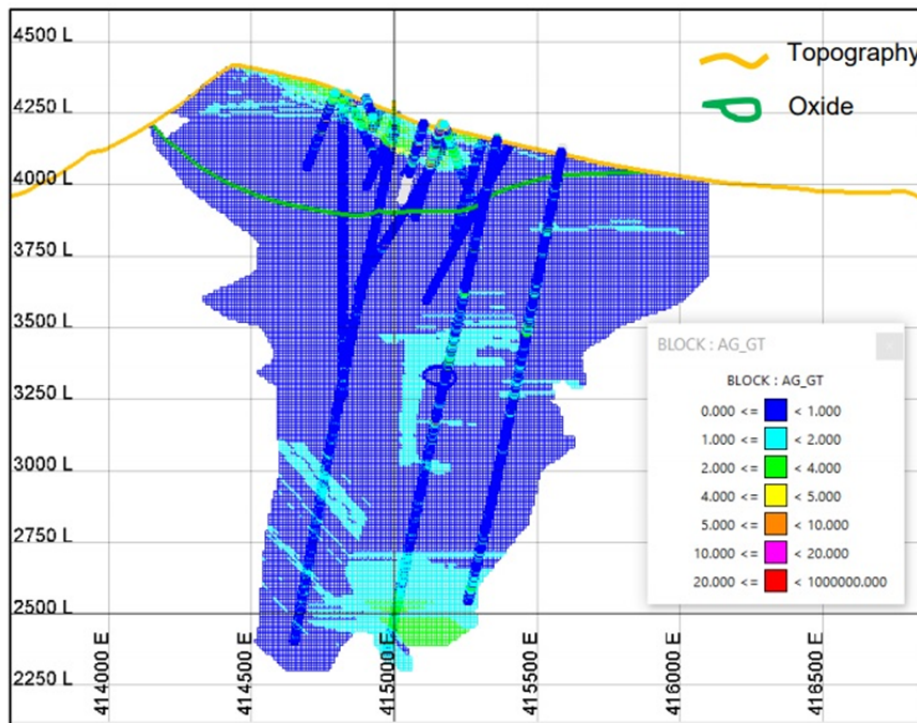 4500 L
4250 L
4000 L
3750 L
3500 L
3250 L
3000 L
2750 L
2500 L
2250 L
Topography
Oxide
BLOCK : AG_GT
BLOCK : AG_GT
0.000 <= < 1.000
1.000 <= < 2.000
2.000 <= < 4.000
4.000 <= < 5.000
5.000 <= < 10.000
10.000 <= < 20.000
20.000 <= < 1000000.000
414000 E
414500 E
415000 E
415500 E
416000 E
416500 E